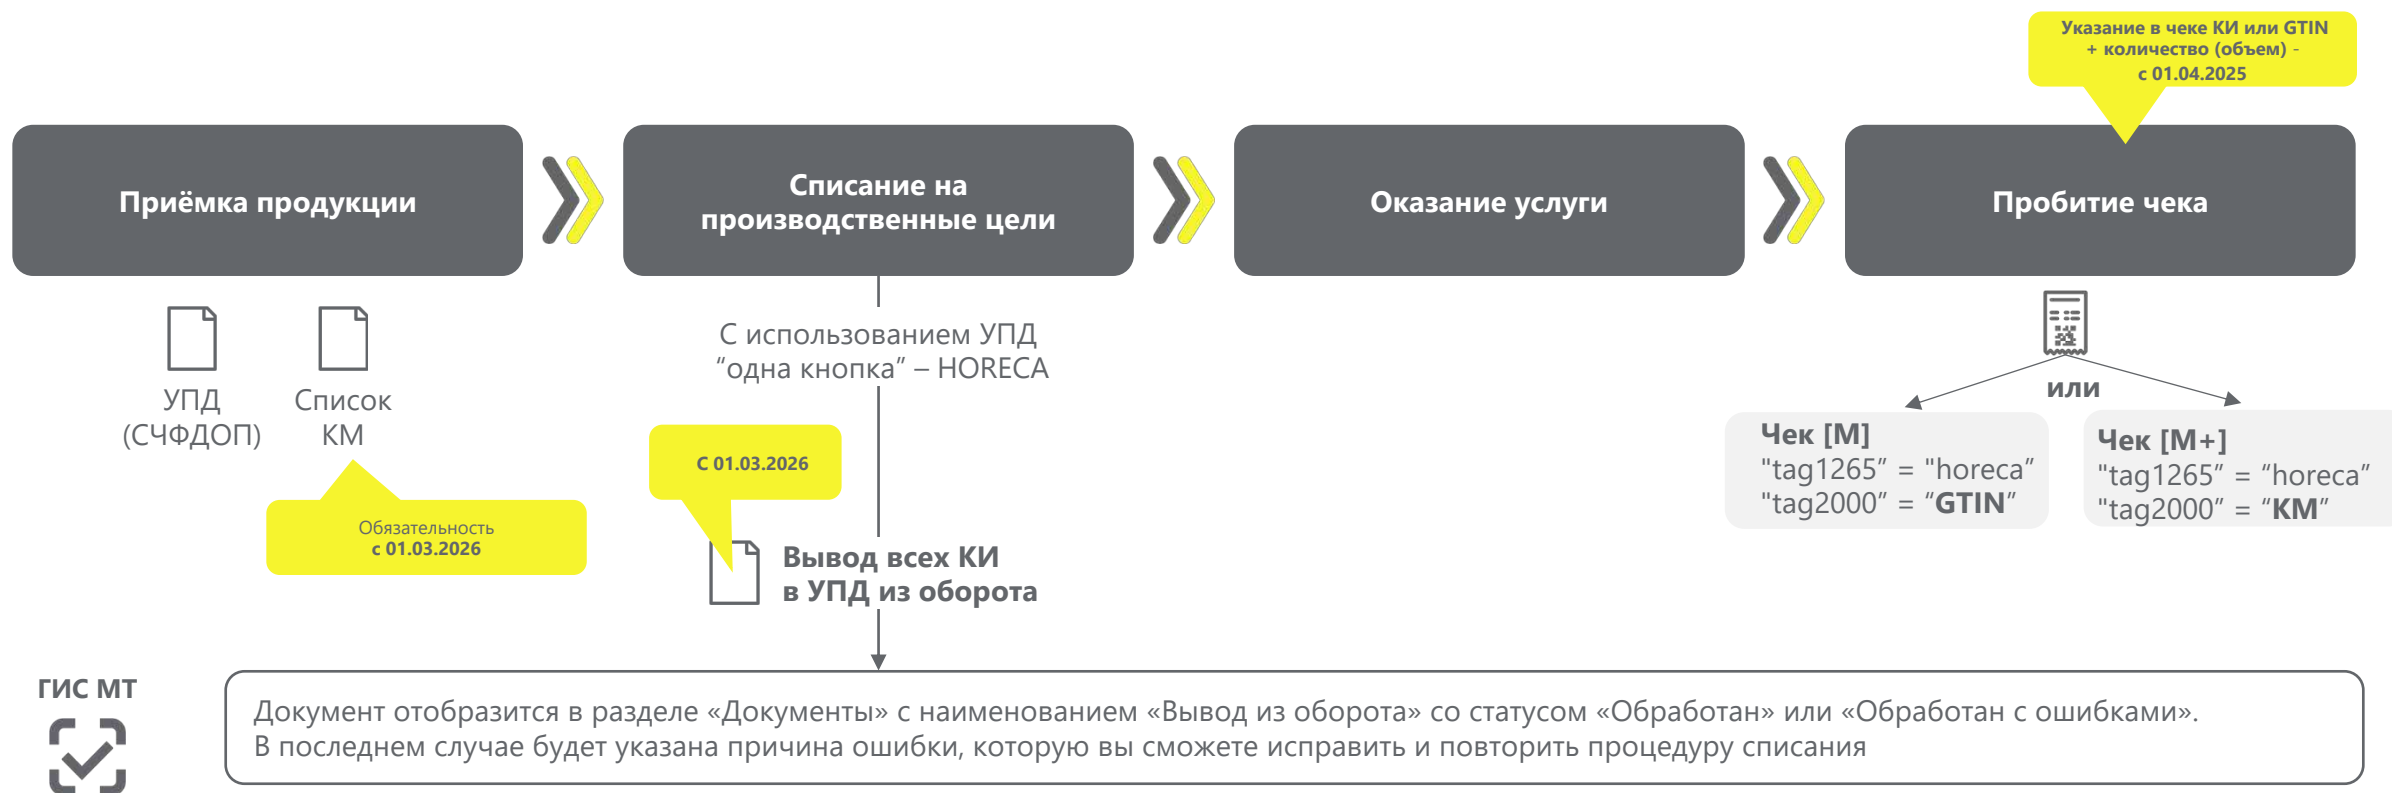 Указание в чеке КИ или GTIN
+ количество (объем) -
с 01.04.2025
Приёмка продукции
Списание на
производственные цели
Оказание услуги
Пробитие чека
УПД
(СЧФДОП)
Список
КМ
Обязательность
с 01.03.2026
С использованием УПД
“одна кнопка” – HORECA
С 01.03.2026
Вывод всех КИ
в УПД из оборота
или
Чек [М]
"tag1265” = "horeca”
"tag2000” = “GTIN”
Чек [М+]
"tag1265” = “horeca”
"tag2000” = “КМ”
ГИС МТ
Документ отобразится в разделе «Документы» с наименованием «Вывод из оборота» со статусом «Обработан» или «Обработан с ошибками».
В последнем случае будет указана причина ошибки, которую вы сможете исправить и повторить процедуру списания